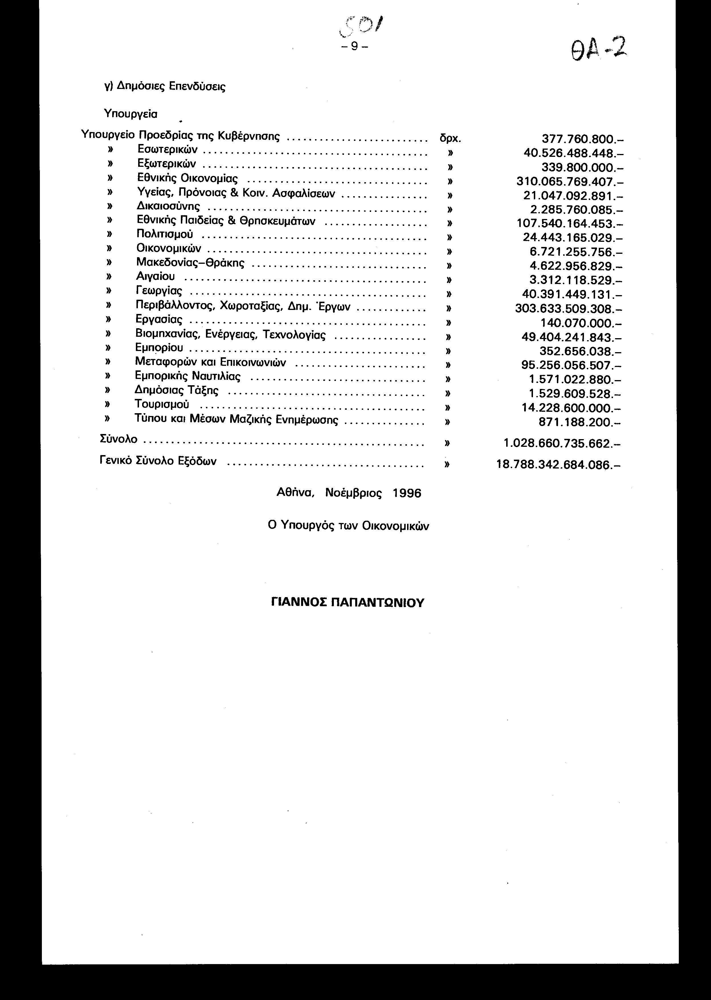 501
– 9 –
ΘΑ-2
γ) Δημόσιες Επενδύσεις
Υπουργεία
Υπουργείο Προεδρίας της Κυβέρνησης .......................... δρχ. 377.760.800.–
» Εσωτερικών ......................................... » 40.526.488.448.–
» Εξωτερικών ......................................... » 339.800.000.–
» Εθνικής Οικονομίας ................................. » 310.065.769.407.–
» Υγείας, Πρόνοιας & Κοιν. Ασφαλίσεων ................ » 21.047.092.891.–
» Δικαιοσύνης ........................................ » 2.285.760.085.–
» Εθνικής Παιδείας & Θρησκευμάτων ................... » 107.540.164.453.–
» Πολιτισμού ......................................... » 24.443.165.029.–
» Οικονομικών ........................................ » 6.721.255.756.–
» Μακεδονίας–Θράκης ................................ » 4.622.956.829.–
» Αιγαίου ............................................ » 3.312.118.529.–
» Γεωργίας ........................................... » 40.391.449.131.–
» Περιβάλλοντος, Χωροταξίας, Δημ. Έργων ............. » 303.633.509.308.–
» Εργασίας ........................................... » 140.070.000.–
» Βιομηχανίας, Ενέργειας, Τεχνολογίας ................. » 49.404.241.843.–
» Εμπορίου ........................................... » 352.656.038.–
» Μεταφορών και Επικοινωνιών ........................ » 95.256.056.507.–
» Εμπορικής Ναυτιλίας ................................ » 1.571.022.880.–
» Δημόσιας Τάξης .................................... » 1.529.609.528.–
» Τουρισμού ......................................... » 14.228.600.000.–
» Τύπου και Μέσων Μαζικής Ενημέρωσης ............... » 871.188.200.–
Σύνολο ................................................... » 1.028.660.735.662.–
Γενικό Σύνολο Εξόδων .................................... » 18.788.342.684.086.–
Αθήνα, Νοέμβριος 1996
Ο Υπουργός των Οικονομικών
ΓΙΑΝΝΟΣ ΠΑΠΑΝΤΩΝΙΟΥ